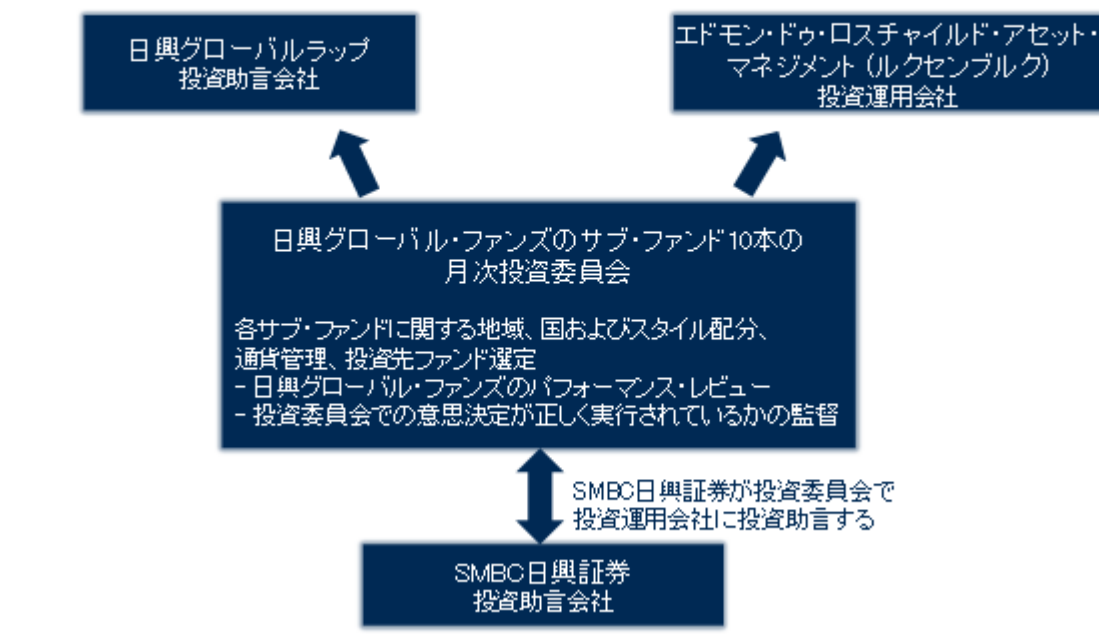 日興グローバルラップ
投資助言会社
エドモン・ドゥ・ロスチャイルド・アセット・
マネジメント（ルクセンブルク）
投資運用会社
日興グローバル・ファンズのサブ・ファンド10本の
月次投資委員会
各サブ・ファンドに関する地域、国およびスタイル配分、
通貨管理、投資先ファンド選定
- 日興グローバル・ファンズのパフォーマンス・レビュー
- 投資委員会での意思決定が正しく実行されているかの監督
SMBC日興証券が投資委員会で
投資運用会社に投資助言する
SMBC日興証券
投資助言会社